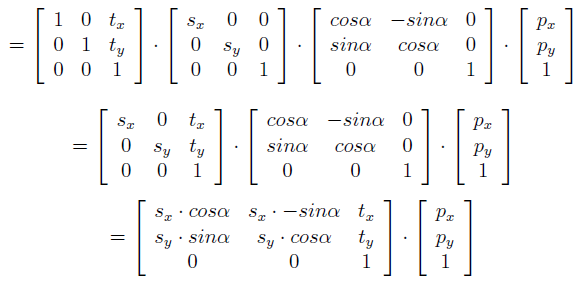 = [ 1 0 t_x ; 0 1 t_y ; 0 0 1 ] · [ s_x 0 0 ; 0 s_y 0 ; 0 0 1 ] · [ cosα −sinα 0 ; sinα cosα 0 ; 0 0 1 ] · [ p_x ; p_y ; 1 ]
= [ s_x 0 t_x ; 0 s_y t_y ; 0 0 1 ] · [ cosα −sinα 0 ; sinα cosα 0 ; 0 0 1 ] · [ p_x ; p_y ; 1 ]
= [ s_x · cosα s_x · −sinα t_x ; s_y · sinα s_y · cosα t_y ; 0 0 1 ] · [ p_x ; p_y ; 1 ]